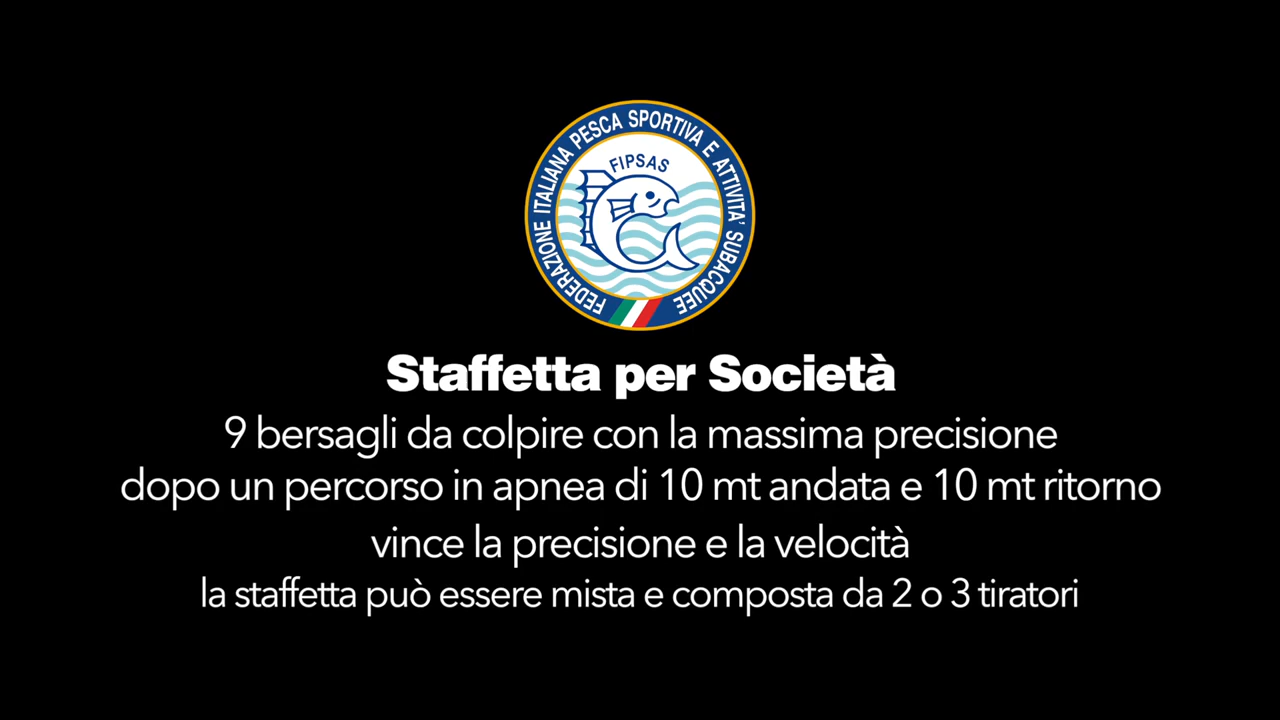 FEDERAZIONE ITALIANA PESCA SPORTIVA E ATTIVITA' SUBACQUEE
FIPSAS
Staffetta per Società
9 bersagli da colpire con la massima precisione
dopo un percorso in apnea di 10 mt andata e 10 mt ritorno
vince la precisione e la velocità
la staffetta può essere mista e composta da 2 o 3 tiratori